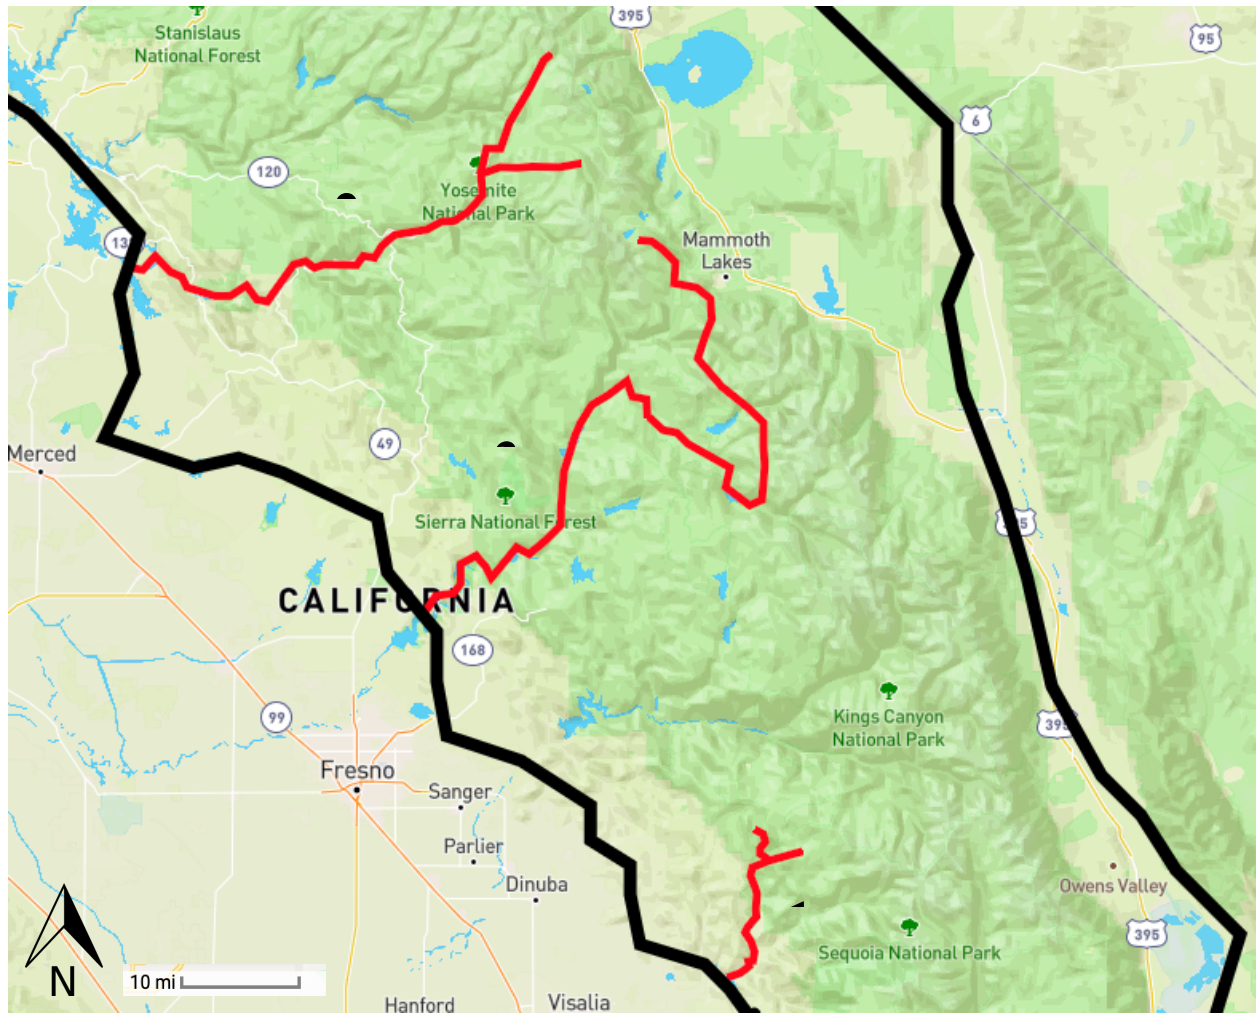 Stanislaus
National Forest
395
95
6
120
Yosemite
National Park
Mammoth
Lakes
49
Merced
Sierra National Forest
CALIFORNIA
168
99
Kings Canyon
National Park
395
Fresno
Sanger
Parlier
Dinuba
Owens Valley
Sequoia National Park
395
N
10 mi
Hanford
Visalia